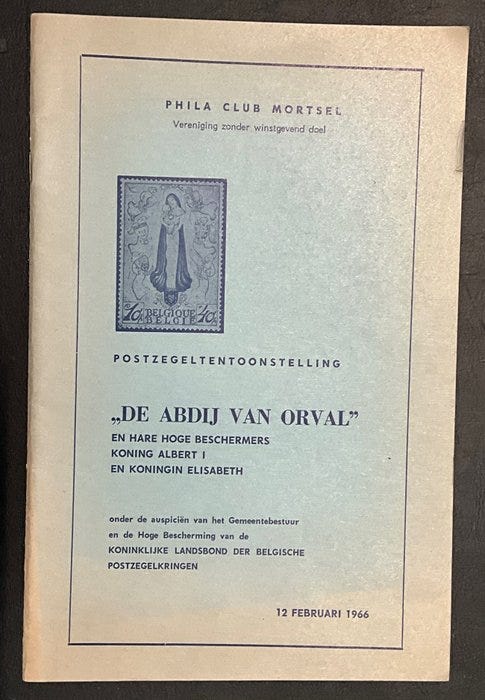 PHILA CLUB MORTSEL
Vereniging zonder winstgevend doel
BELGIQUE
BELGIE
POSTZEGELTENTOONSTELLING
„DE ABDIJ VAN ORVAL”
EN HARE HOGE BESCHERMERS
KONING ALBERT I
EN KONINGIN ELISABETH
onder de auspiciën van het Gemeentebestuur
en de Hoge Bescherming van de
KONINKLIJKE LANDSBOND DER BELGISCHE
POSTZEGELKRINGEN
12 FEBRUARI 1966